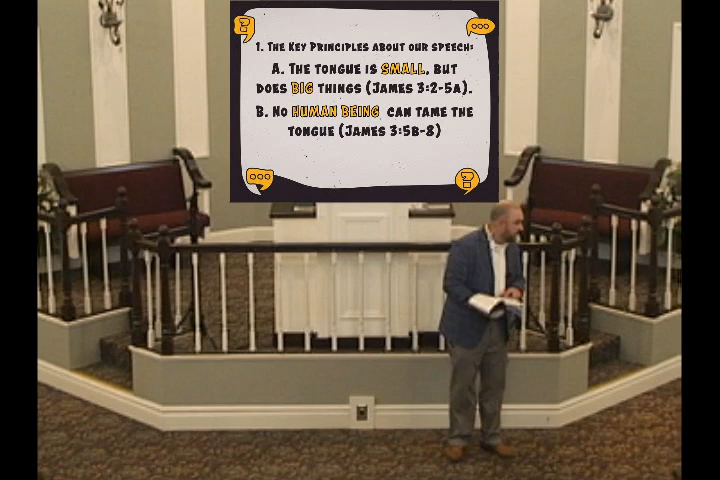 1. The Key Principles about our speech:
A. The tongue is small, but
does big things (James 3:2-5a).
B. No human being can tame the
tongue (James 3:5b-8)